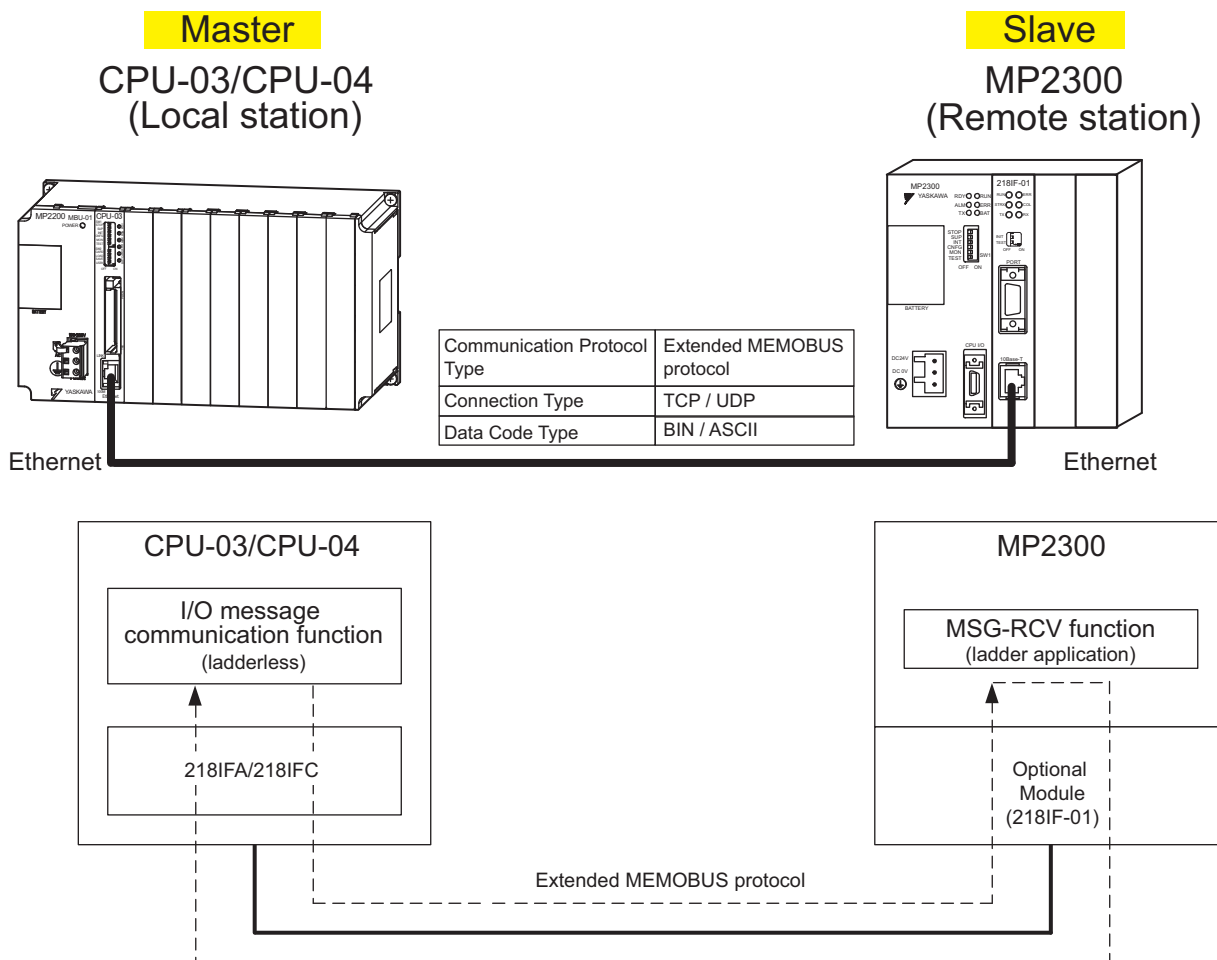 Master
Slave
CPU-03/CPU-04
(Local station)
MP2300
(Remote station)
MP2200
MBU-01
CPU-03
POWER
YASKAWA
Ethernet
MP2300
YASKAWA
RDY
RUN
ALM
ERR
TX
BAT
218IF-01
RUN
ERR
STRX
COL
TX
RX
STOP
SUP
INT
CNFG
MON
TEST
SW1
OFF ON
INIT
TEST
OFF ON
PORT
BATTERY
CPU I/O
DC24V
DC 0V
10Base-T
Communication Protocol Type
Extended MEMOBUS protocol
Connection Type
TCP / UDP
Data Code Type
BIN / ASCII
Ethernet
Ethernet
CPU-03/CPU-04
I/O message
communication function
(ladderless)
218IFA/218IFC
MP2300
MSG-RCV function
(ladder application)
Optional
Module
(218IF-01)
Extended MEMOBUS protocol